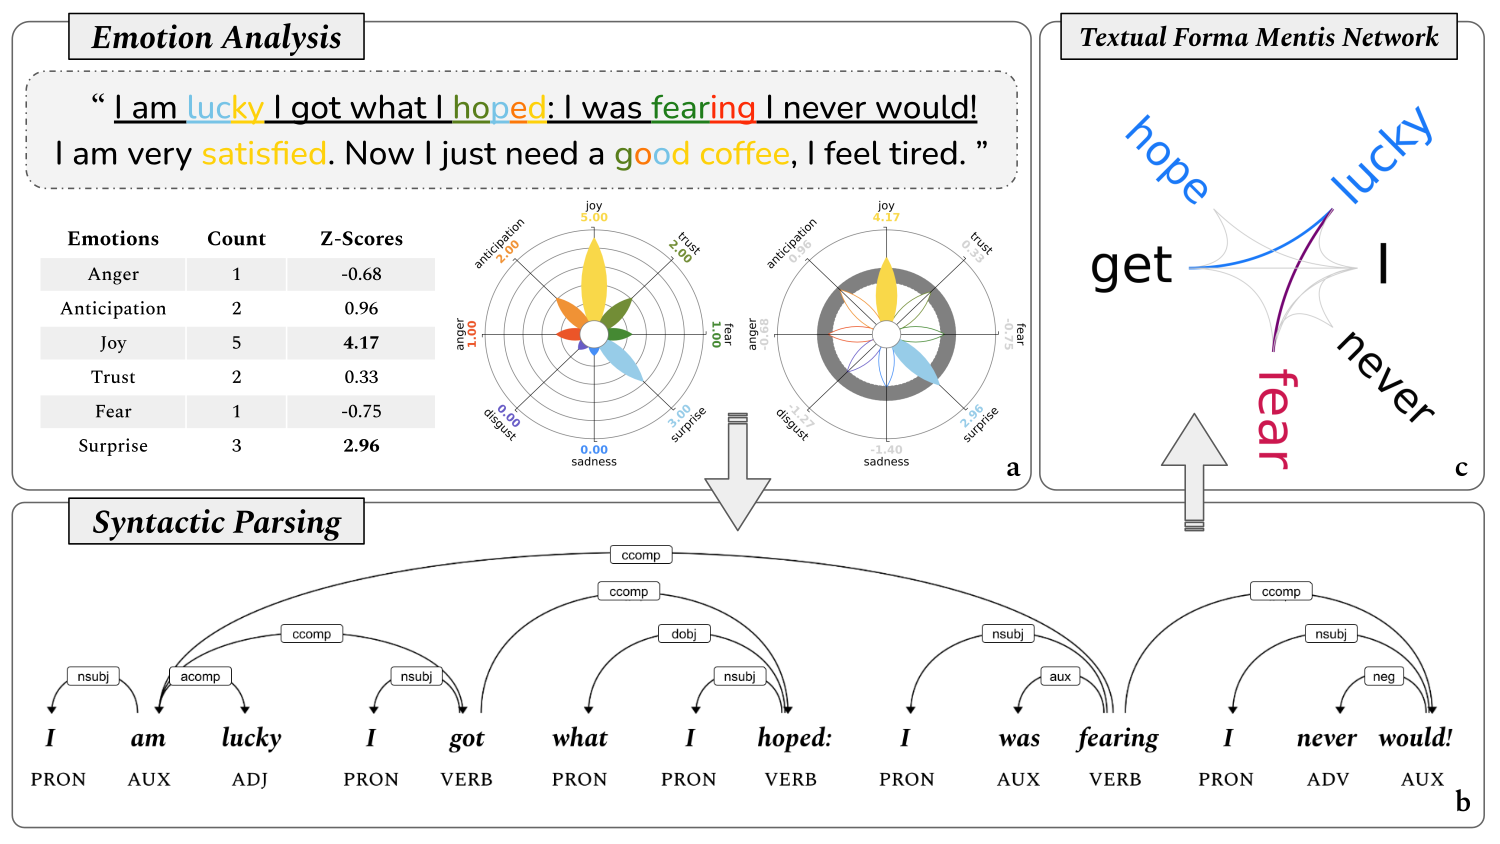 Emotion Analysis
“ I am lucky I got what I hoped: I was fearing I never would!
I am very satisfied. Now I just need a good coffee, I feel tired. ”
Emotions Count Z-Scores
Anger 1 -0.68
Anticipation 2 0.96
Joy 5 4.17
Trust 2 0.33
Fear 1 -0.75
Surprise 3 2.96
joy
5.00
trust
2.00
fear
1.00
surprise
3.00
sadness
0.00
disgust
0.00
anger
1.00
anticipation
2.00
joy
4.17
trust
0.33
fear
-0.75
surprise
2.96
sadness
-1.40
disgust
-1.27
anger
-0.68
anticipation
0.96
a
Textual Forma Mentis Network
hope
lucky
get
I
never
fear
c
Syntactic Parsing
ccomp
ccomp ccomp
ccomp dobj nsubj nsubj
nsubj acomp nsubj nsubj aux neg
I am lucky I got what I hoped: I was fearing I never would!
PRON AUX ADJ PRON VERB PRON PRON VERB PRON AUX VERB PRON ADV AUX
b